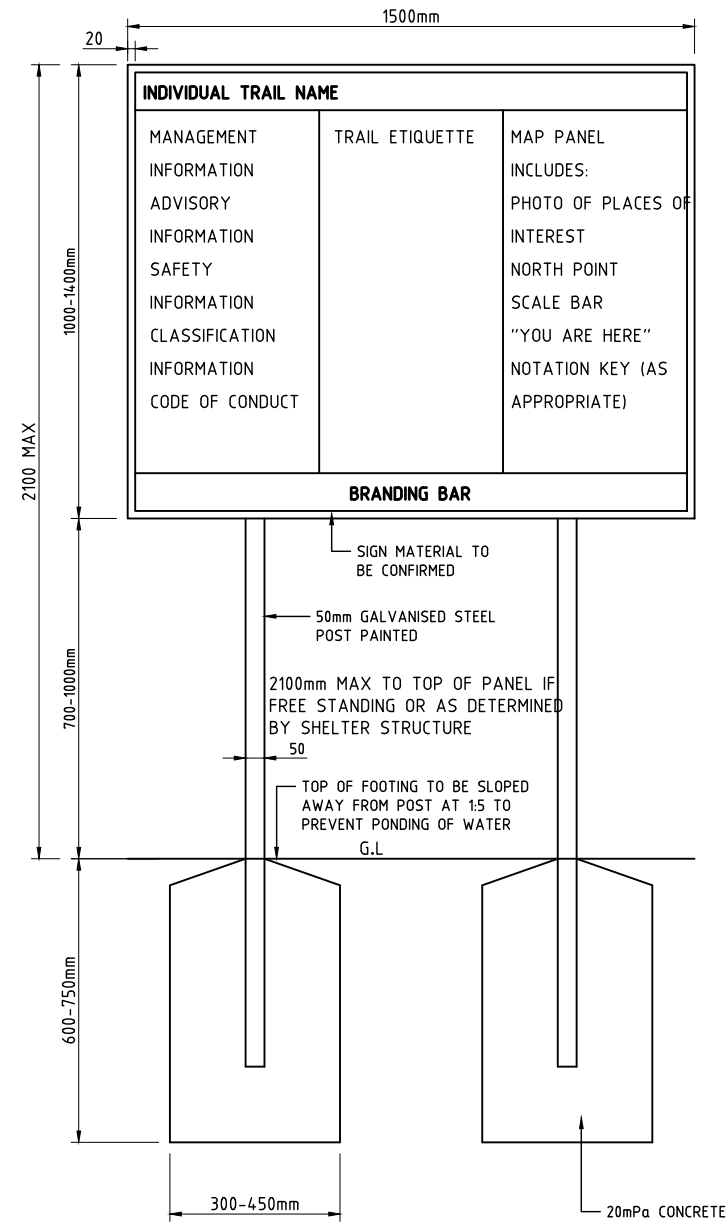 1500mm
20
INDIVIDUAL TRAIL NAME
MANAGEMENT
INFORMATION
ADVISORY
INFORMATION
SAFETY
INFORMATION
CLASSIFICATION
INFORMATION
CODE OF CONDUCT
TRAIL ETIQUETTE
MAP PANEL
INCLUDES:
PHOTO OF PLACES OF
INTEREST
NORTH POINT
SCALE BAR
"YOU ARE HERE"
NOTATION KEY (AS
APPROPRIATE)
1000-1400mm
2100 MAX
BRANDING BAR
SIGN MATERIAL TO
BE CONFIRMED
50mm GALVANISED STEEL
POST PAINTED
700-1000mm
2100mm MAX TO TOP OF PANEL IF
FREE STANDING OR AS DETERMINED
BY SHELTER STRUCTURE
50
TOP OF FOOTING TO BE SLOPED
AWAY FROM POST AT 1:5 TO
PREVENT PONDING OF WATER
G.L
600-750mm
300-450mm
20mPa CONCRETE